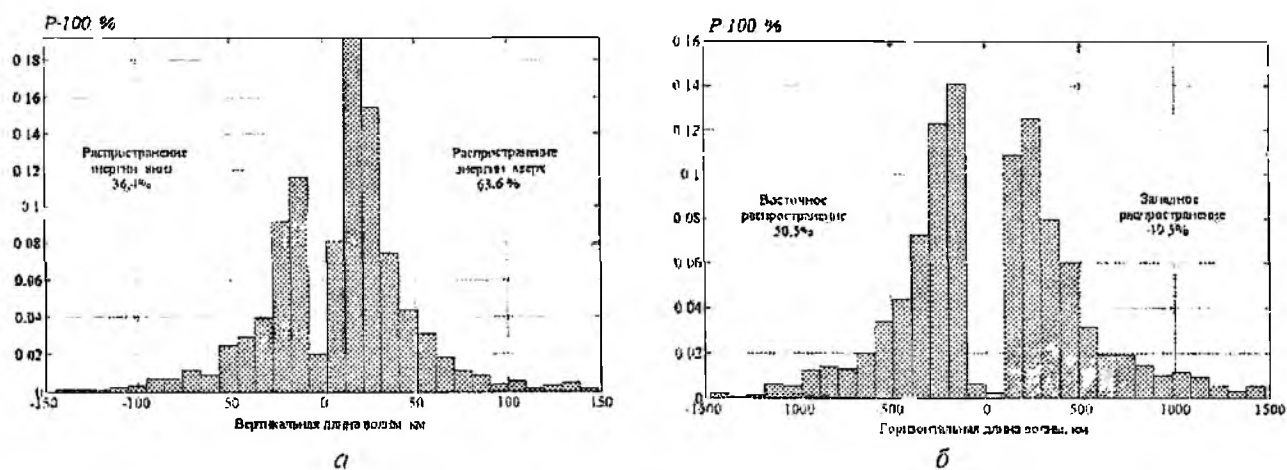 P·100 %
0.18
0.16
0.14
0.12
0.1
0.08
0.06
0.04
0.02
0
-150
-100
50
0
50
100
150
Распространение
энергии вниз
36,4%
Распространение
энергии вверх
63.6 %
Вертикальная длина волны, км
а
P·100 %
0.16
0.14
0.12
0.10
0.08
0.06
0.04
0.02
0
-1500
1000
500
0
500
1000
1500
Восточное
распространение
50,5%
Западное
распространение
Горизонтальная длина волны, км
б